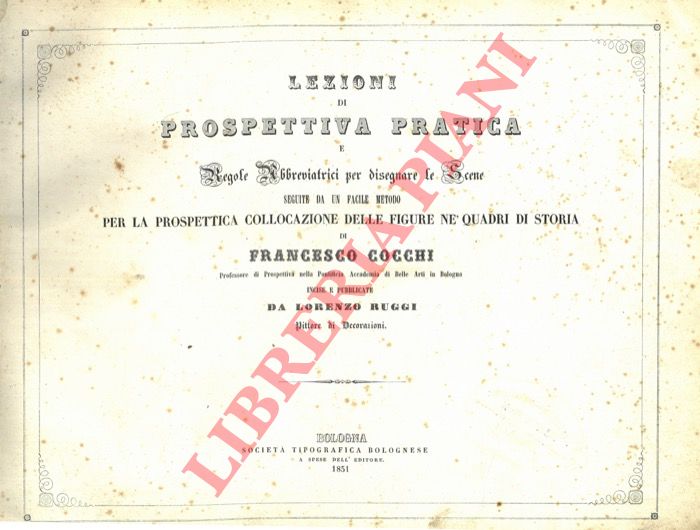 LEZIONI
DI
PROSPETTIVA PRATICA
E
Regole Abbreviatrici per disegnare le Scene
SEGUITE DA UN FACILE METODO
PER LA PROSPETTICA COLLOCAZIONE DELLE FIGURE NE' QUADRI DI STORIA
DI
FRANCESCO COCCHI
Professore di Prospettiva nella Pontificia Accademia di Belle Arti in Bologna
INCISE E PUBBLICATE
DA LORENZO RUGGI
Pittore di Decorazioni.
BOLOGNA
SOCIETÀ TIPOGRAFICA BOLOGNESE
A SPESE DELL' EDITORE.
1851
LIBRERIA PIANI